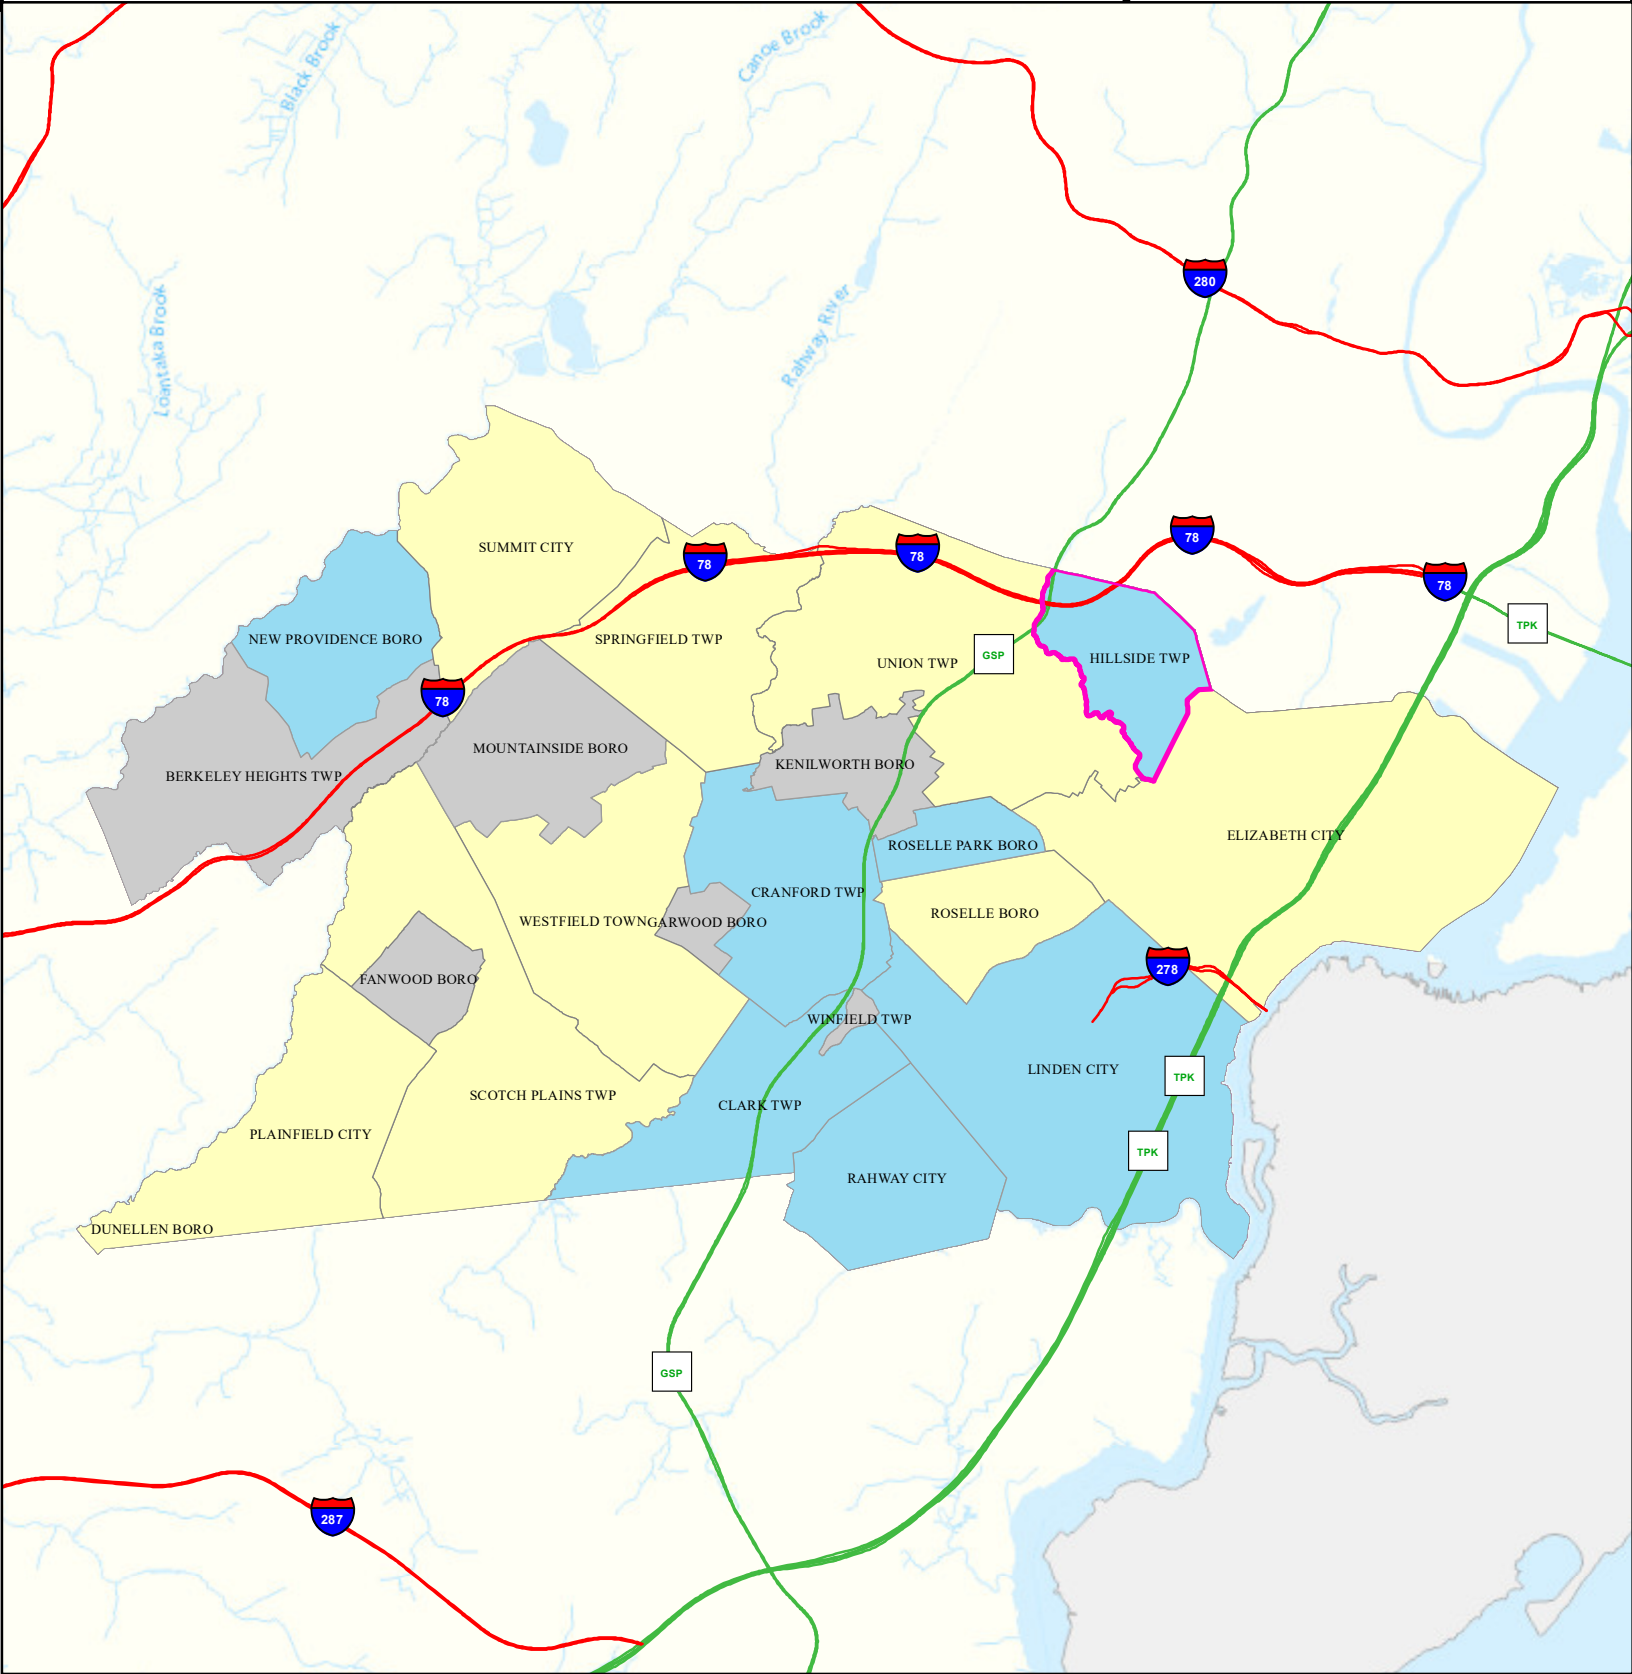 Black Brook
Canoe Brook
280
Loantaka Brook
Rahway River
78
78
78
SUMMIT CITY
78
TPK
NEW PROVIDENCE BORO
SPRINGFIELD TWP
UNION TWP
GSP
HILLSIDE TWP
78
MOUNTAINSIDE BORO
BERKELEY HEIGHTS TWP
KENILWORTH BORO
ELIZABETH CITY
ROSELLE PARK BORO
CRANFORD TWP
ROSELLE BORO
WESTFIELD TOWN
GARWOOD BORO
278
FANWOOD BORO
WINFIELD TWP
LINDEN CITY
TPK
SCOTCH PLAINS TWP
CLARK TWP
PLAINFIELD CITY
TPK
RAHWAY CITY
DUNELLEN BORO
GSP
287